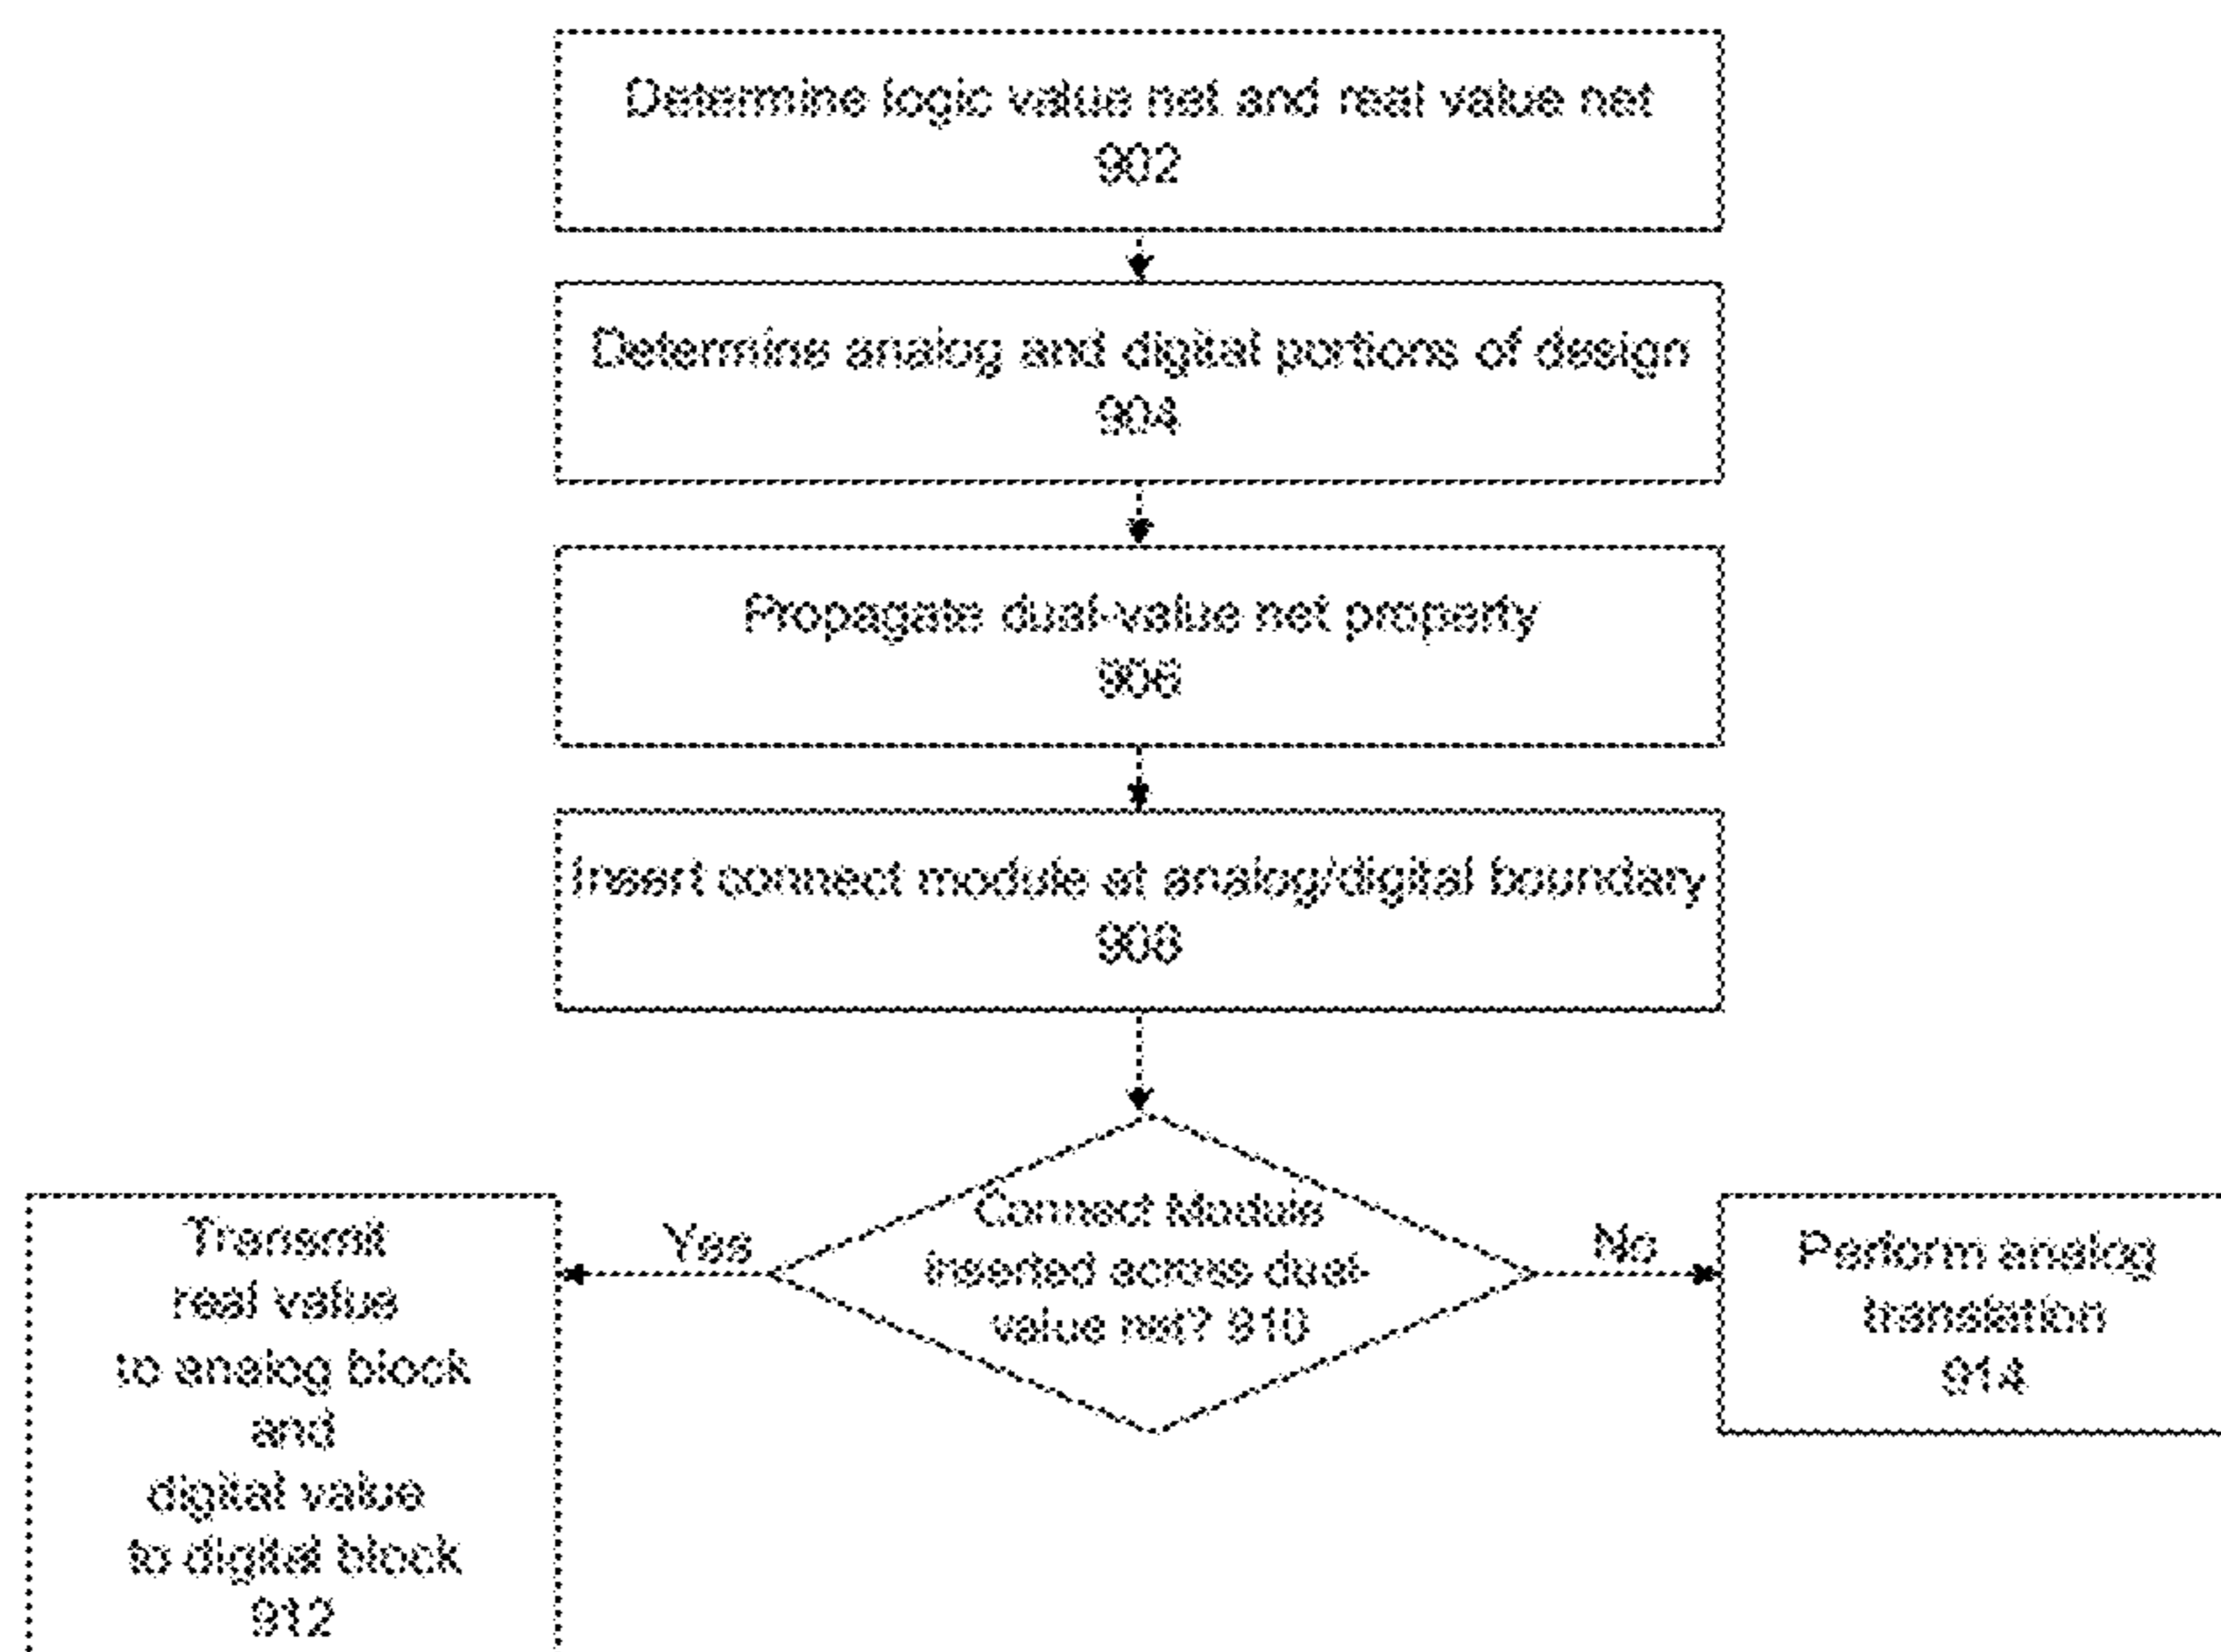 Determine logic value net and real value net
902
Determine analog and digital portions of design
904
Propagate dual-value net property
906
Insert connect module at analog/digital boundary
908
Connect Module
inserted across dual-
value net? 910
Yes
No
Transmit
real value
to analog block
and
digital value
to digital block
912
Perform analog
translation
914